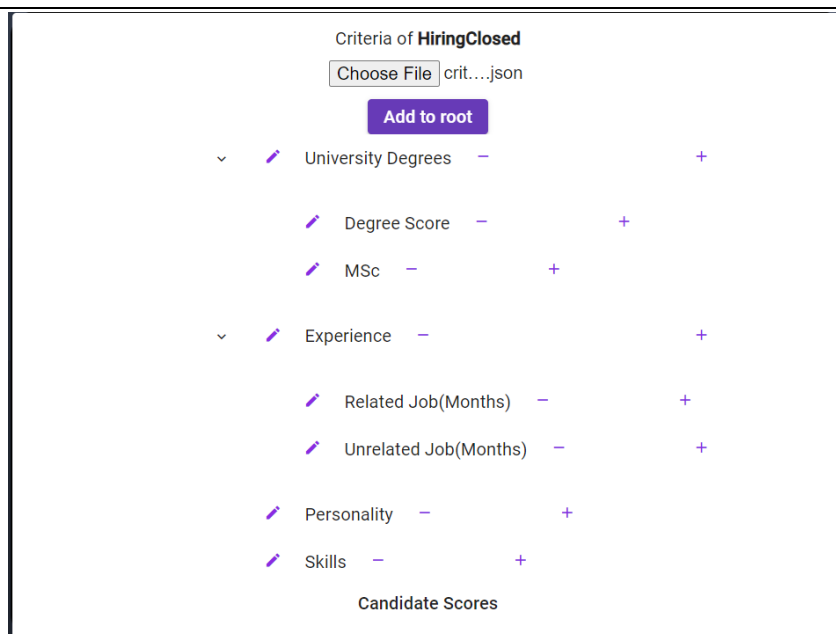 Criteria of HiringClosed
Choose File crit....json
Add to root
University Degrees − +
Degree Score − +
MSc − +
Experience − +
Related Job(Months) − +
Unrelated Job(Months) − +
Personality − +
Skills − +
Candidate Scores